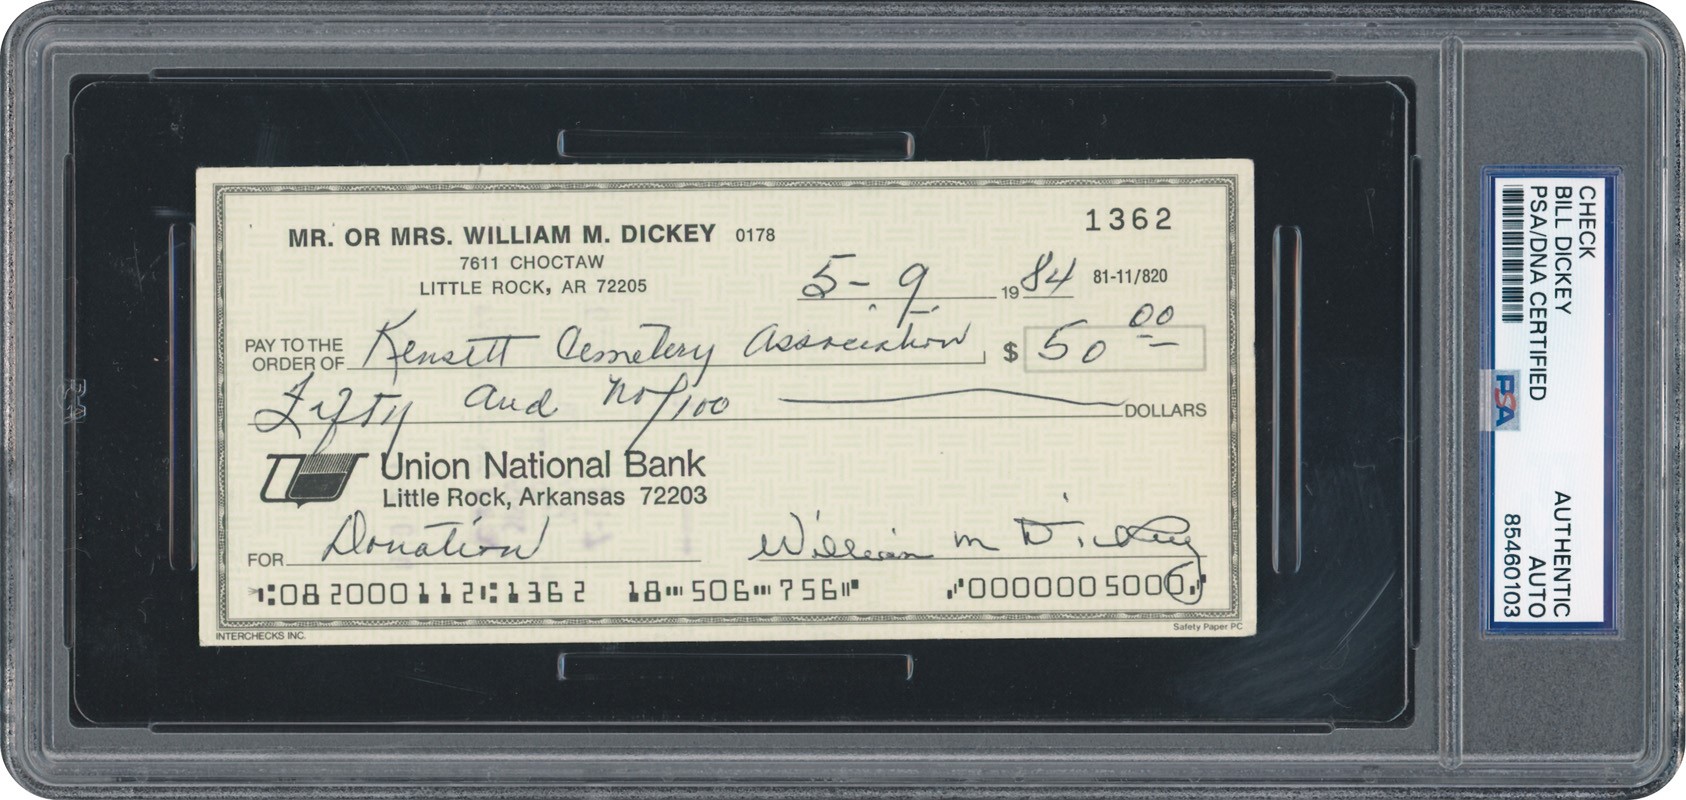 MR. OR MRS. WILLIAM M. DICKEY 0178
7611 CHOCTAW
LITTLE ROCK, AR 72205
1362
5-9 1984 81-11/820
PAY TO THE ORDER OF Kensett Cemetery Association $ 50 00
Fifty and no/100 DOLLARS
Union National Bank
Little Rock, Arkansas 72203
FOR Donation William M Dickey
⑆082000112⑆1362 18⑈506⑈756⑈ ⑈0000005000⑈
INTERCHECKS INC. Safety Paper PC
CHECK
BILL DICKEY
PSA/DNA CERTIFIED
PSA
AUTHENTIC
AUTO
85460103
PSA